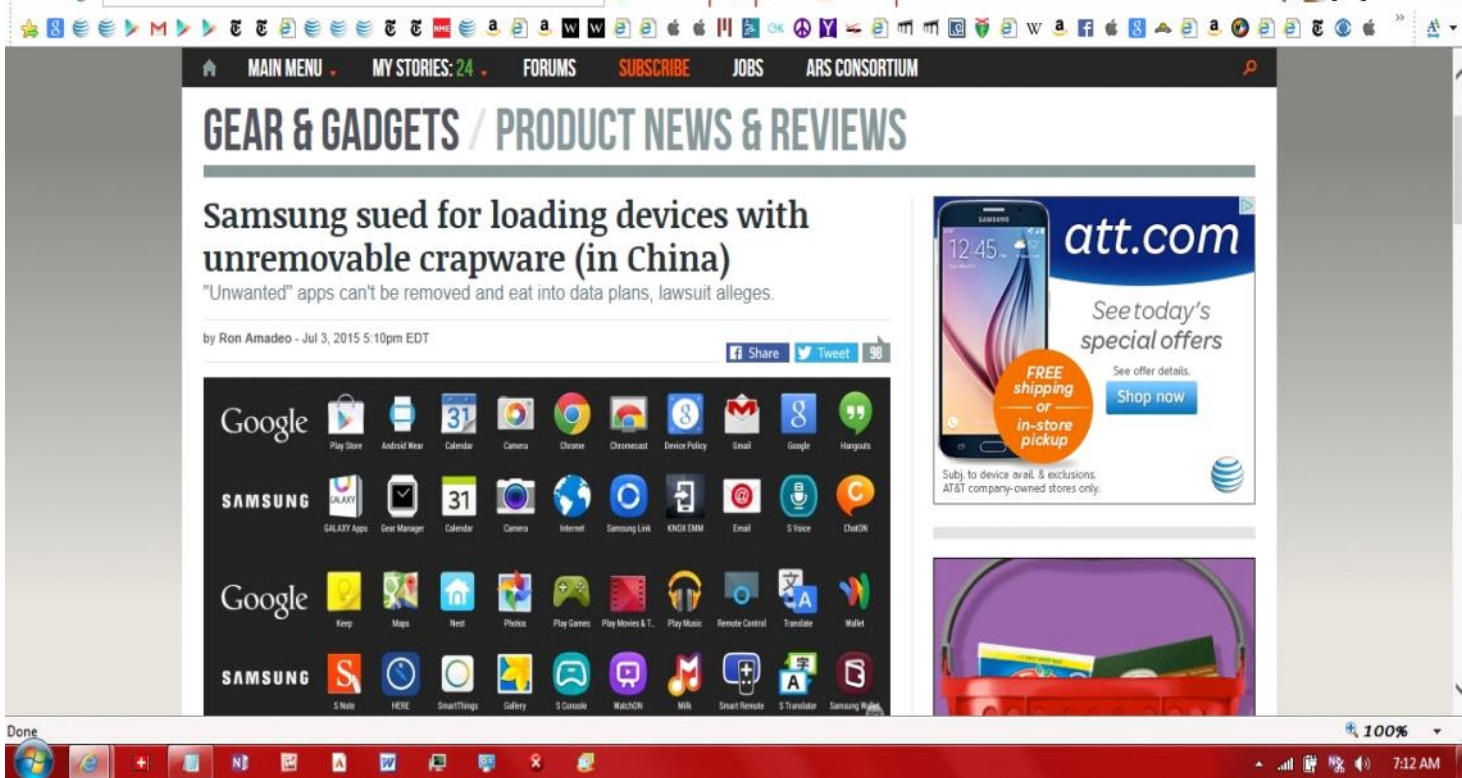 MAIN MENU MY STORIES: 24 FORUMS SUBSCRIBE JOBS ARS CONSORTIUM
GEAR & GADGETS / PRODUCT NEWS & REVIEWS
Samsung sued for loading devices with
unremovable crapware (in China)
"Unwanted" apps can't be removed and eat into data plans, lawsuit alleges.
by Ron Amadeo - Jul 3, 2015 5:10pm EDT
Share Tweet 98
Google
Play Store Android Wear Calendar Camera Chrome Chromecast Device Policy Gmail Google Hangouts
SAMSUNG
GALAXY Apps Gear Manager Calendar Camera Internet Samsung Link KNOX EMM Email S Voice ChatON
Google
Keep Maps Nest Photos Play Games Play Movies & T.. Play Music Remote Control Translate Wallet
SAMSUNG
S Note HERE SmartThings Gallery S Console WatchON Milk Smart Remote S Translator Samsung Wallet
SAMSUNG
12:45
att.com
See today's
special offers
See offer details.
Shop now
FREE
shipping
or
in-store
pickup
Subj. to device avail. & exclusions.
AT&T company-owned stores only.
Done
100%
7:12 AM